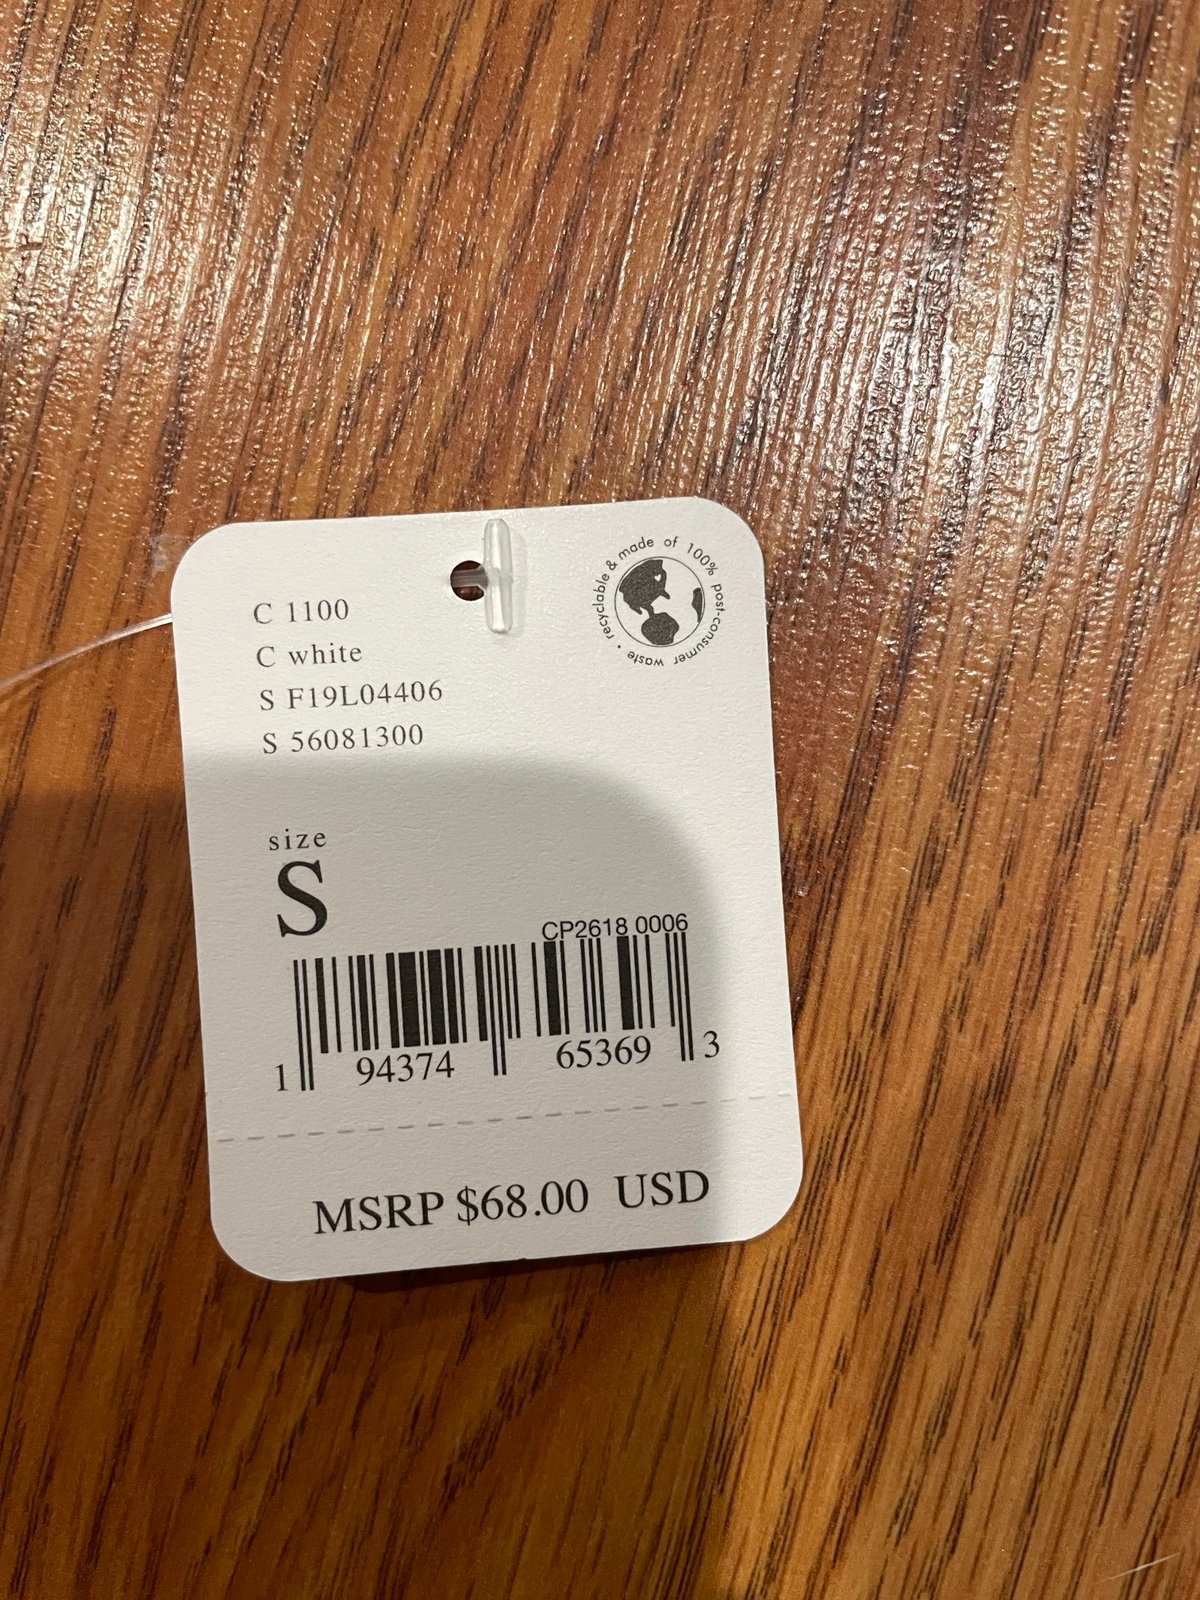 C 1100
C white
S F19L04406
S 56081300
recyclable & made of 100% post-consumer waste •
size
S
CP2618 0006
1 94374 65369 3
MSRP $68.00 USD